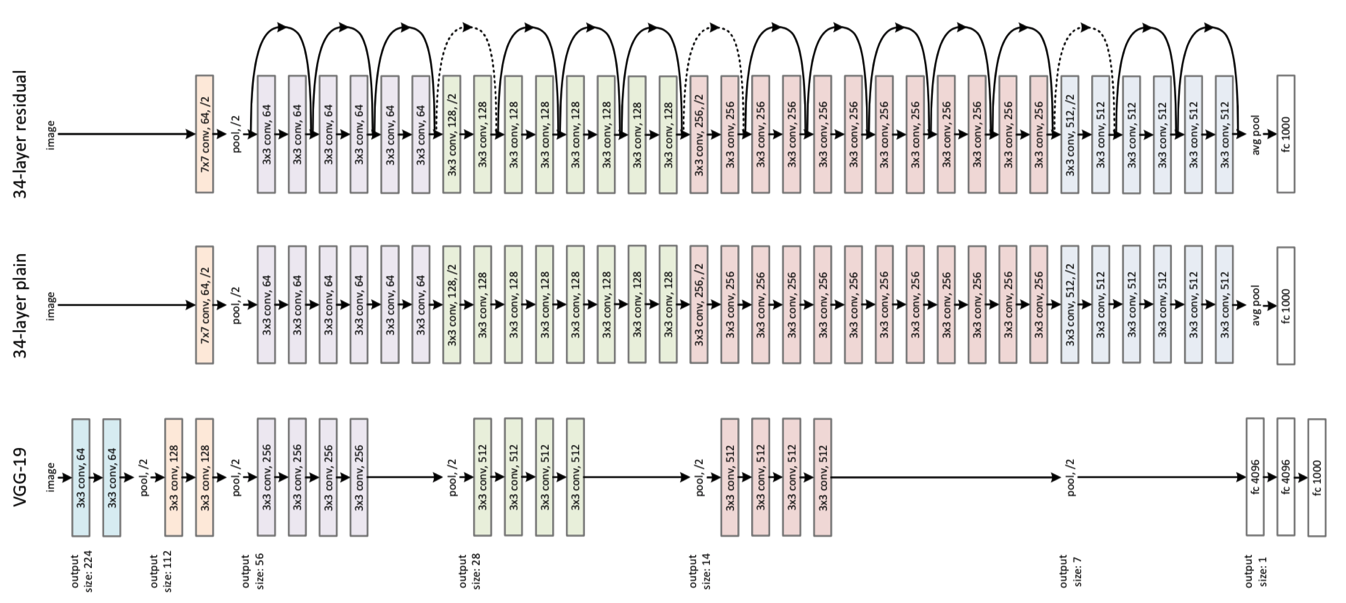 34-layer residual
image
7x7 conv, 64, /2
pool, /2
3x3 conv, 64
3x3 conv, 64
3x3 conv, 64
3x3 conv, 64
3x3 conv, 64
3x3 conv, 64
3x3 conv, 128, /2
3x3 conv, 128
3x3 conv, 128
3x3 conv, 128
3x3 conv, 128
3x3 conv, 128
3x3 conv, 128
3x3 conv, 128
3x3 conv, 256, /2
3x3 conv, 256
3x3 conv, 256
3x3 conv, 256
3x3 conv, 256
3x3 conv, 256
3x3 conv, 256
3x3 conv, 256
3x3 conv, 256
3x3 conv, 256
3x3 conv, 256
3x3 conv, 256
3x3 conv, 512, /2
3x3 conv, 512
3x3 conv, 512
3x3 conv, 512
3x3 conv, 512
3x3 conv, 512
avg pool
fc 1000
34-layer plain
image
7x7 conv, 64, /2
pool, /2
3x3 conv, 64
3x3 conv, 64
3x3 conv, 64
3x3 conv, 64
3x3 conv, 64
3x3 conv, 64
3x3 conv, 128, /2
3x3 conv, 128
3x3 conv, 128
3x3 conv, 128
3x3 conv, 128
3x3 conv, 128
3x3 conv, 128
3x3 conv, 128
3x3 conv, 256, /2
3x3 conv, 256
3x3 conv, 256
3x3 conv, 256
3x3 conv, 256
3x3 conv, 256
3x3 conv, 256
3x3 conv, 256
3x3 conv, 256
3x3 conv, 256
3x3 conv, 256
3x3 conv, 256
3x3 conv, 512, /2
3x3 conv, 512
3x3 conv, 512
3x3 conv, 512
3x3 conv, 512
3x3 conv, 512
avg pool
fc 1000
VGG-19
image
3x3 conv, 64
3x3 conv, 64
pool, /2
3x3 conv, 128
3x3 conv, 128
pool, /2
3x3 conv, 256
3x3 conv, 256
3x3 conv, 256
3x3 conv, 256
pool, /2
3x3 conv, 512
3x3 conv, 512
3x3 conv, 512
3x3 conv, 512
pool, /2
3x3 conv, 512
3x3 conv, 512
3x3 conv, 512
3x3 conv, 512
pool, /2
fc 4096
fc 4096
fc 1000
output
size: 224
output
size: 112
output
size: 56
output
size: 28
output
size: 14
output
size: 7
output
size: 1